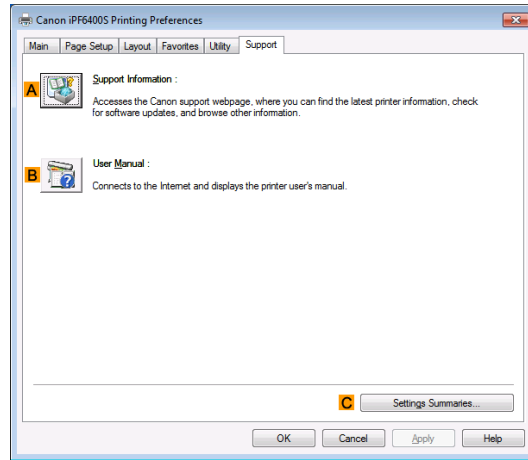 Canon iPF6400S Printing Preferences
Main Page Setup Layout Favorites Utility Support
A
Support Information :
Accesses the Canon support webpage, where you can find the latest printer information, check
for software updates, and browse other information.
B
User Manual :
Connects to the Internet and displays the printer user's manual.
C Settings Summaries...
OK Cancel Apply Help